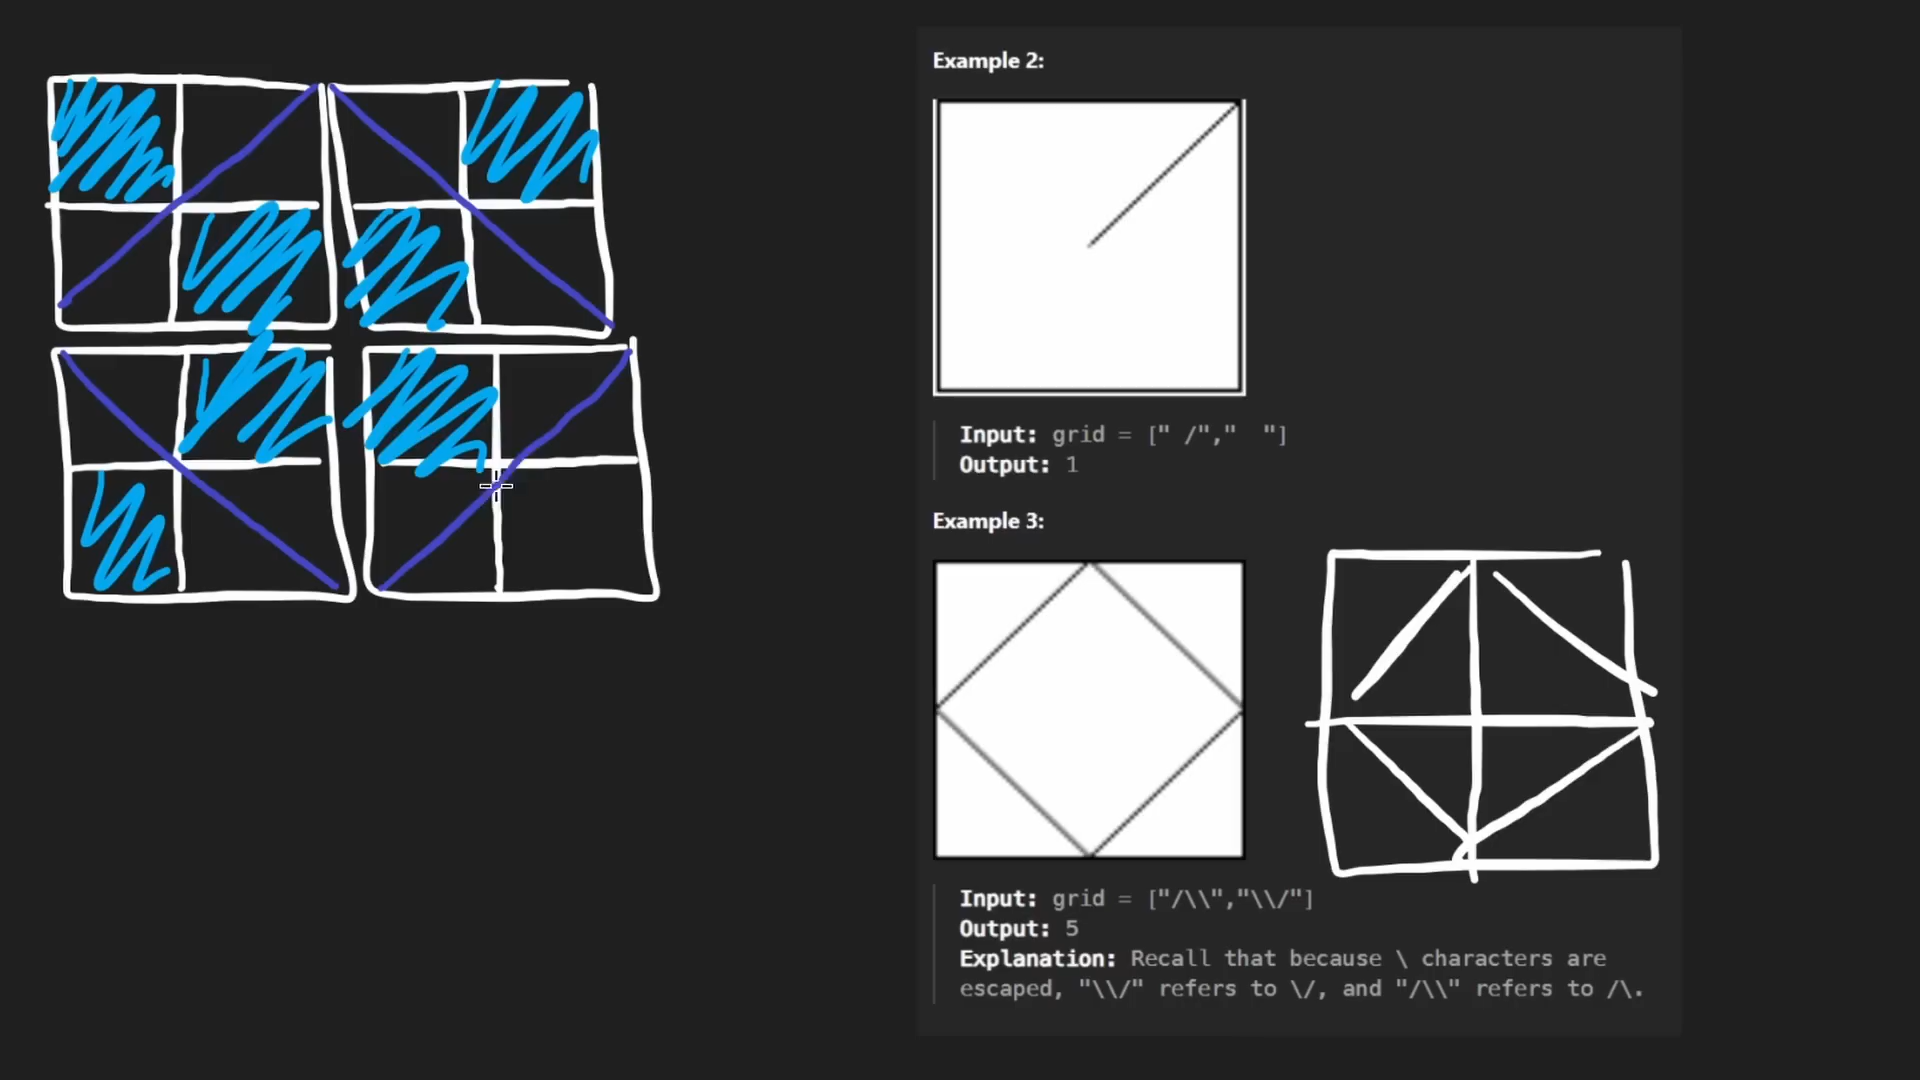 Example 2:
Input: grid = [" /","  "]
Output: 1
Example 3:
Input: grid = ["/\\","\\/"]
Output: 5
Explanation: Recall that because \ characters are
escaped, "\\/" refers to \/, and "/\\" refers to /\.